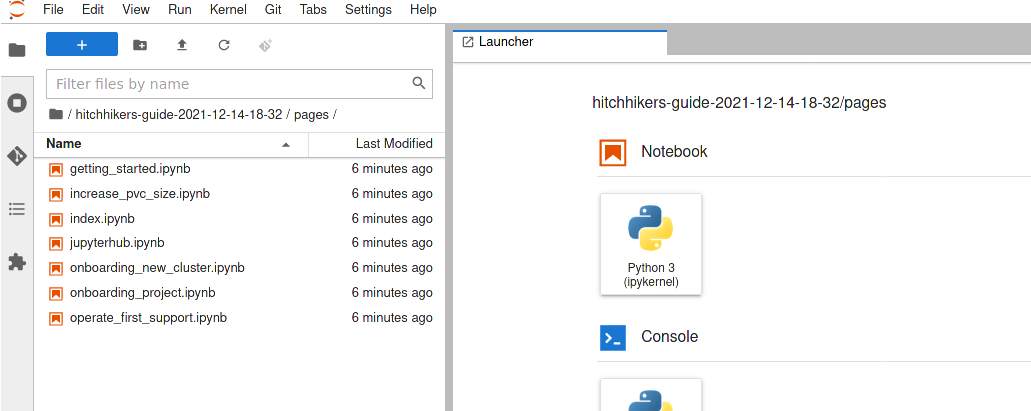 File Edit View Run Kernel Git Tabs Settings Help
+
Filter files by name
/ hitchhikers-guide-2021-12-14-18-32 / pages /
Name Last Modified
getting_started.ipynb 6 minutes ago
increase_pvc_size.ipynb 6 minutes ago
index.ipynb 6 minutes ago
jupyterhub.ipynb 6 minutes ago
onboarding_new_cluster.ipynb 6 minutes ago
onboarding_project.ipynb 6 minutes ago
operate_first_support.ipynb 6 minutes ago
Launcher
hitchhikers-guide-2021-12-14-18-32/pages
Notebook
Python 3
(ipykernel)
Console